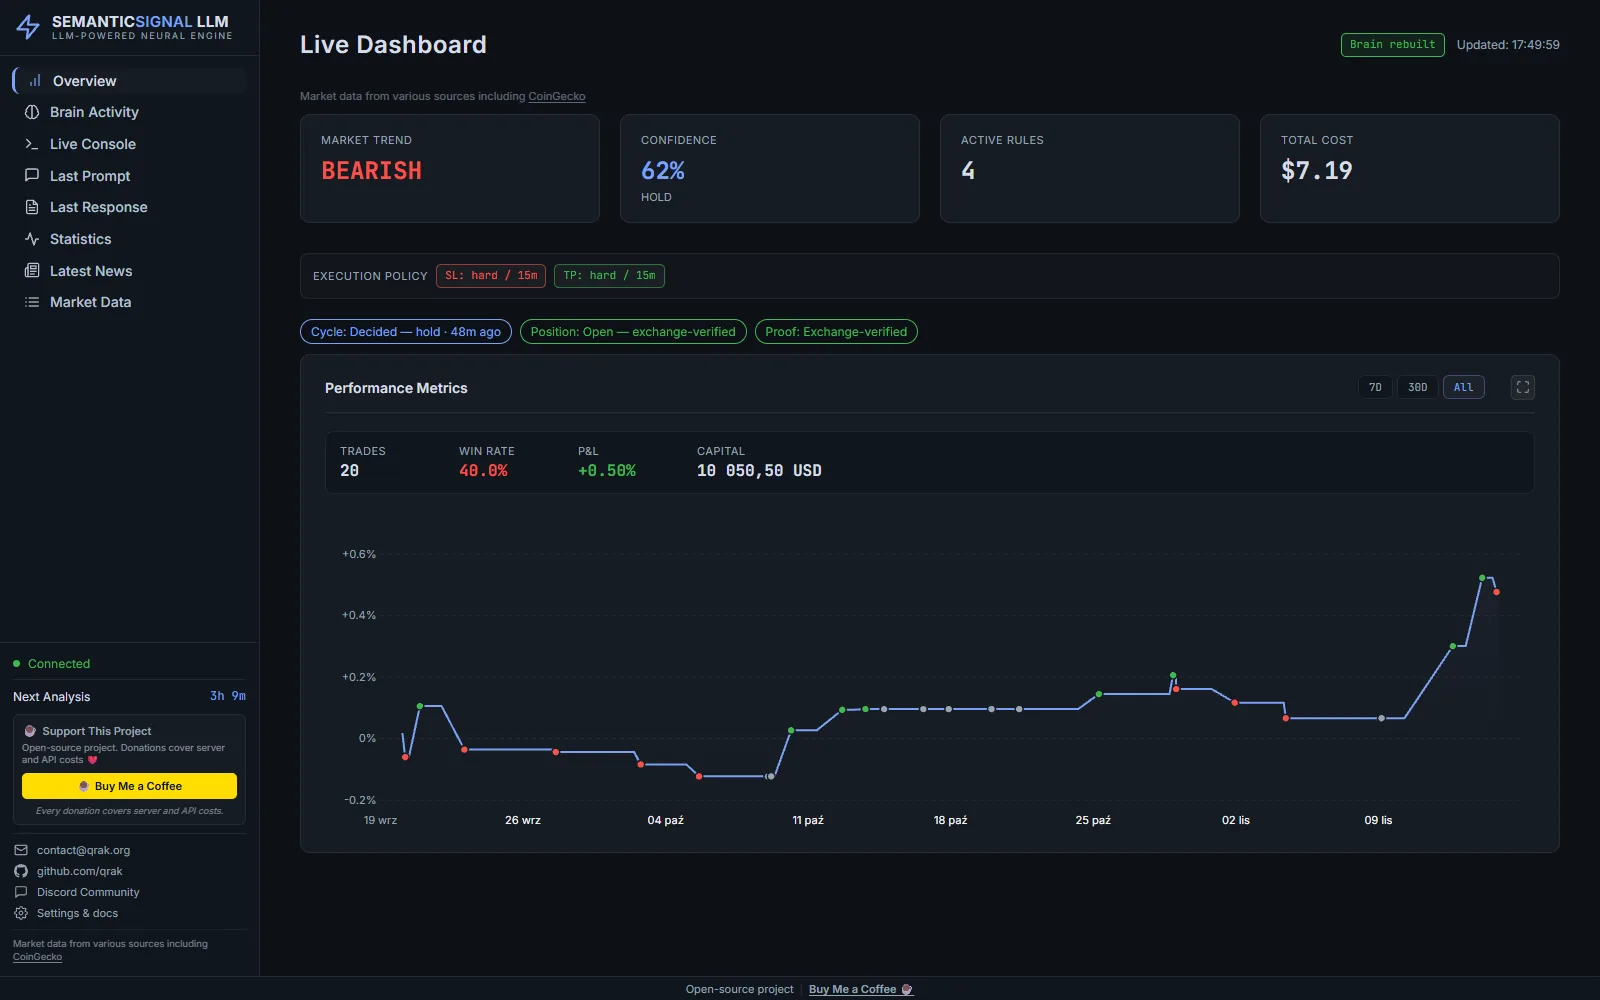 SEMANTICSIGNAL LLM
LLM-POWERED NEURAL ENGINE
Overview
Brain Activity
Live Console
Last Prompt
Last Response
Statistics
Latest News
Market Data
Connected
Next Analysis 3h 9m
Support This Project
Open-source project. Donations cover server
and API costs
Buy Me a Coffee
Every donation covers server and API costs.
contact@qrak.org
github.com/qrak
Discord Community
Settings & docs
Market data from various sources including
CoinGecko
Live Dashboard
Brain rebuilt Updated: 17:49:59
Market data from various sources including CoinGecko
MARKET TREND
BEARISH
CONFIDENCE
62%
HOLD
ACTIVE RULES
4
TOTAL COST
$7.19
EXECUTION POLICY SL: hard / 15m TP: hard / 15m
Cycle: Decided — hold · 48m ago Position: Open — exchange-verified Proof: Exchange-verified
Performance Metrics 7D 30D All
TRADES
20
WIN RATE
40.0%
P&L
+0.50%
CAPITAL
10 050,50 USD
+0.6%
+0.4%
+0.2%
0%
-0.2%
19 wrz 26 wrz 04 paź 11 paź 18 paź 25 paź 02 lis 09 lis
Open-source project | Buy Me a Coffee